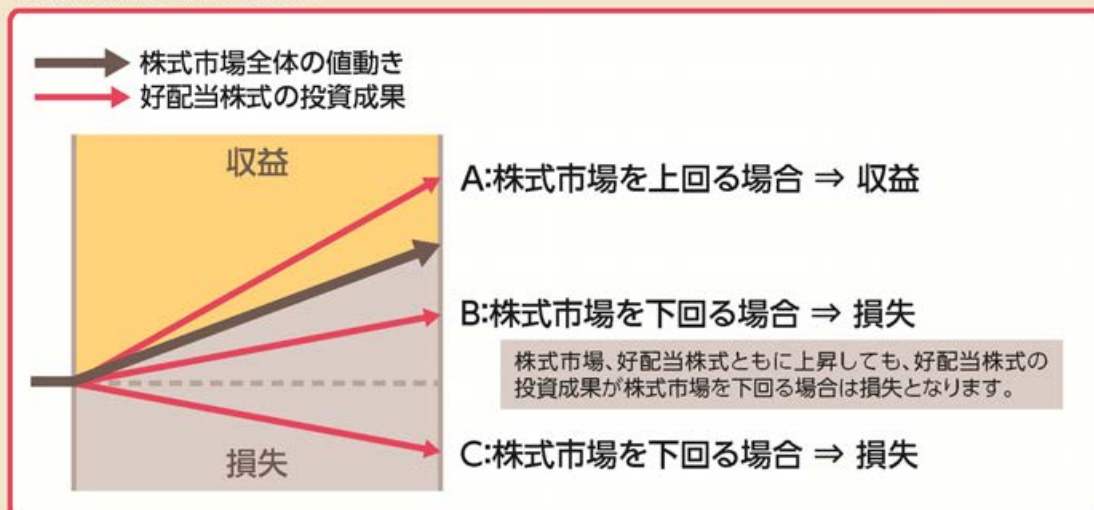 株式市場全体の値動き
好配当株式の投資成果
収益
A:株式市場を上回る場合 ⇒ 収益
B:株式市場を下回る場合 ⇒ 損失
株式市場、好配当株式ともに上昇しても、好配当株式の
投資成果が株式市場を下回る場合は損失となります。
損失
C:株式市場を下回る場合 ⇒ 損失